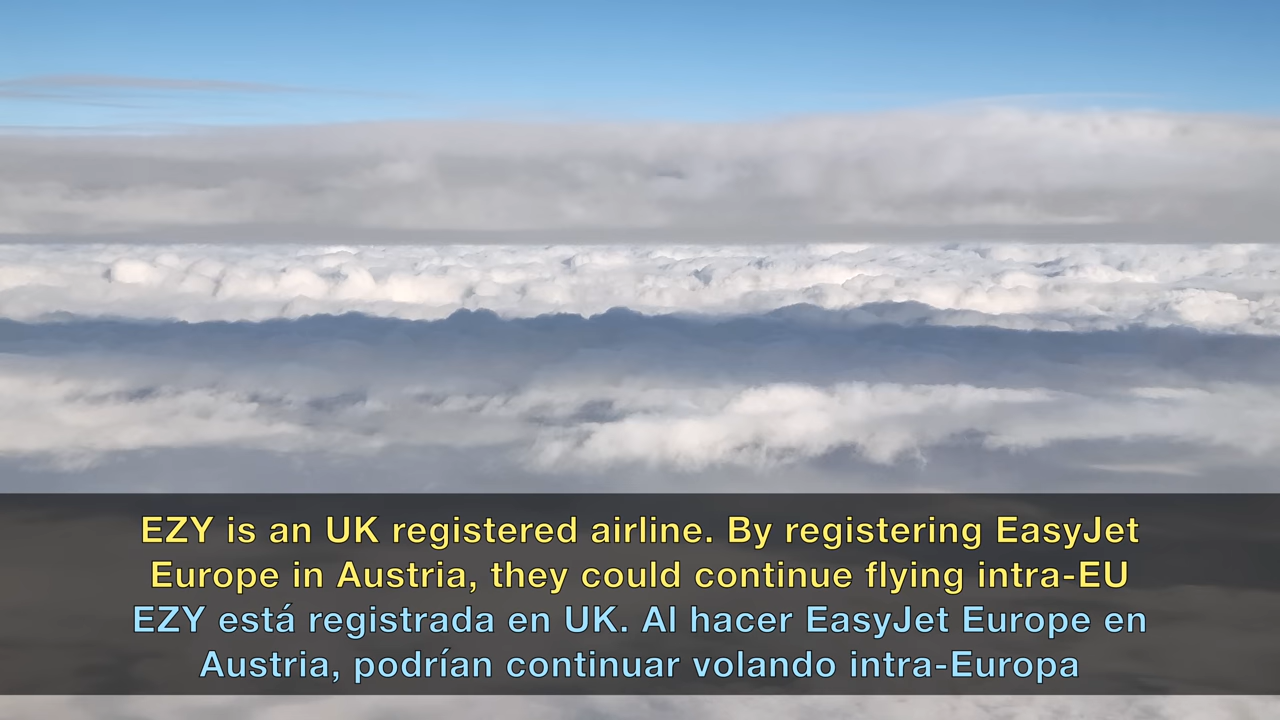 EZY is an UK registered airline. By registering EasyJet
Europe in Austria, they could continue flying intra-EU
EZY está registrada en UK. Al hacer EasyJet Europe en
Austria, podrían continuar volando intra-Europa